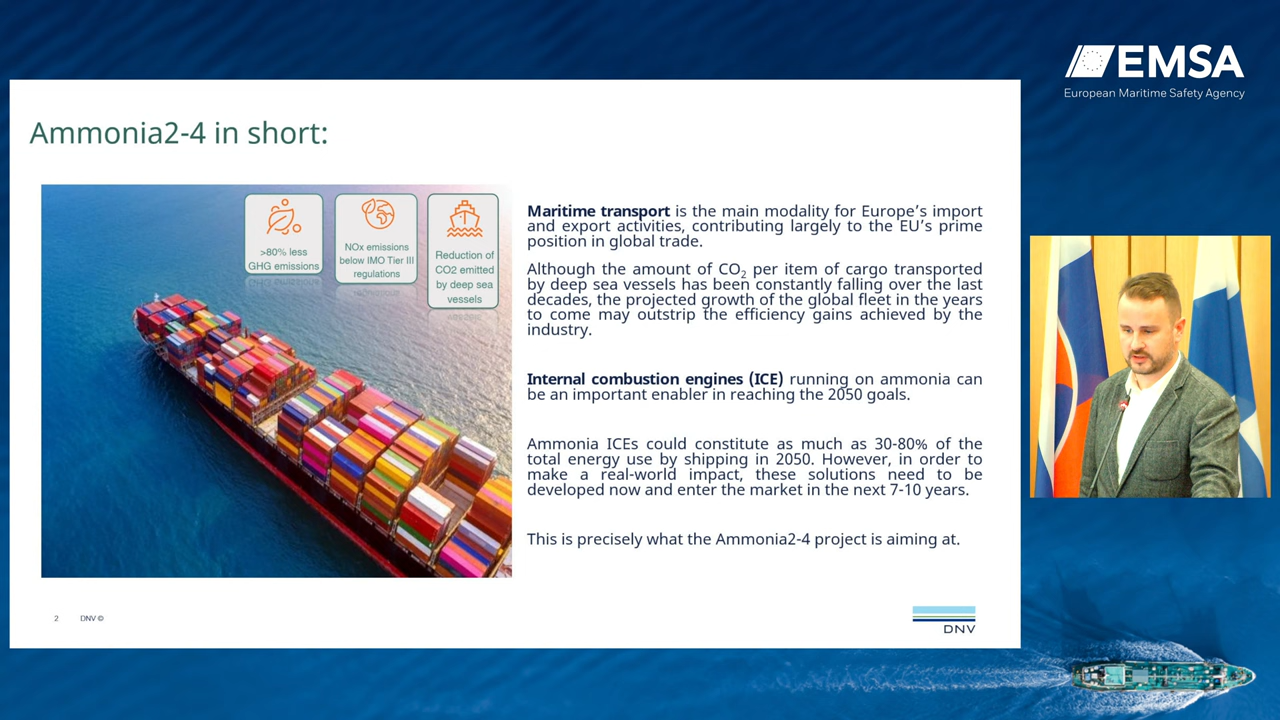 EMSA
European Maritime Safety Agency
Ammonia2-4 in short:
>80% less
GHG emissions
NOx emissions
below IMO Tier III
regulations
Reduction of
CO2 emitted
by deep sea
vessels
Maritime transport is the main modality for Europe's import
and export activities, contributing largely to the EU's prime
position in global trade.
Although the amount of CO₂ per item of cargo transported
by deep sea vessels has been constantly falling over the last
decades, the projected growth of the global fleet in the years
to come may outstrip the efficiency gains achieved by the
industry.
Internal combustion engines (ICE) running on ammonia can
be an important enabler in reaching the 2050 goals.
Ammonia ICEs could constitute as much as 30-80% of the
total energy use by shipping in 2050. However, in order to
make a real-world impact, these solutions need to be
developed now and enter the market in the next 7-10 years.
This is precisely what the Ammonia2-4 project is aiming at.
2 DNV ©
DNV